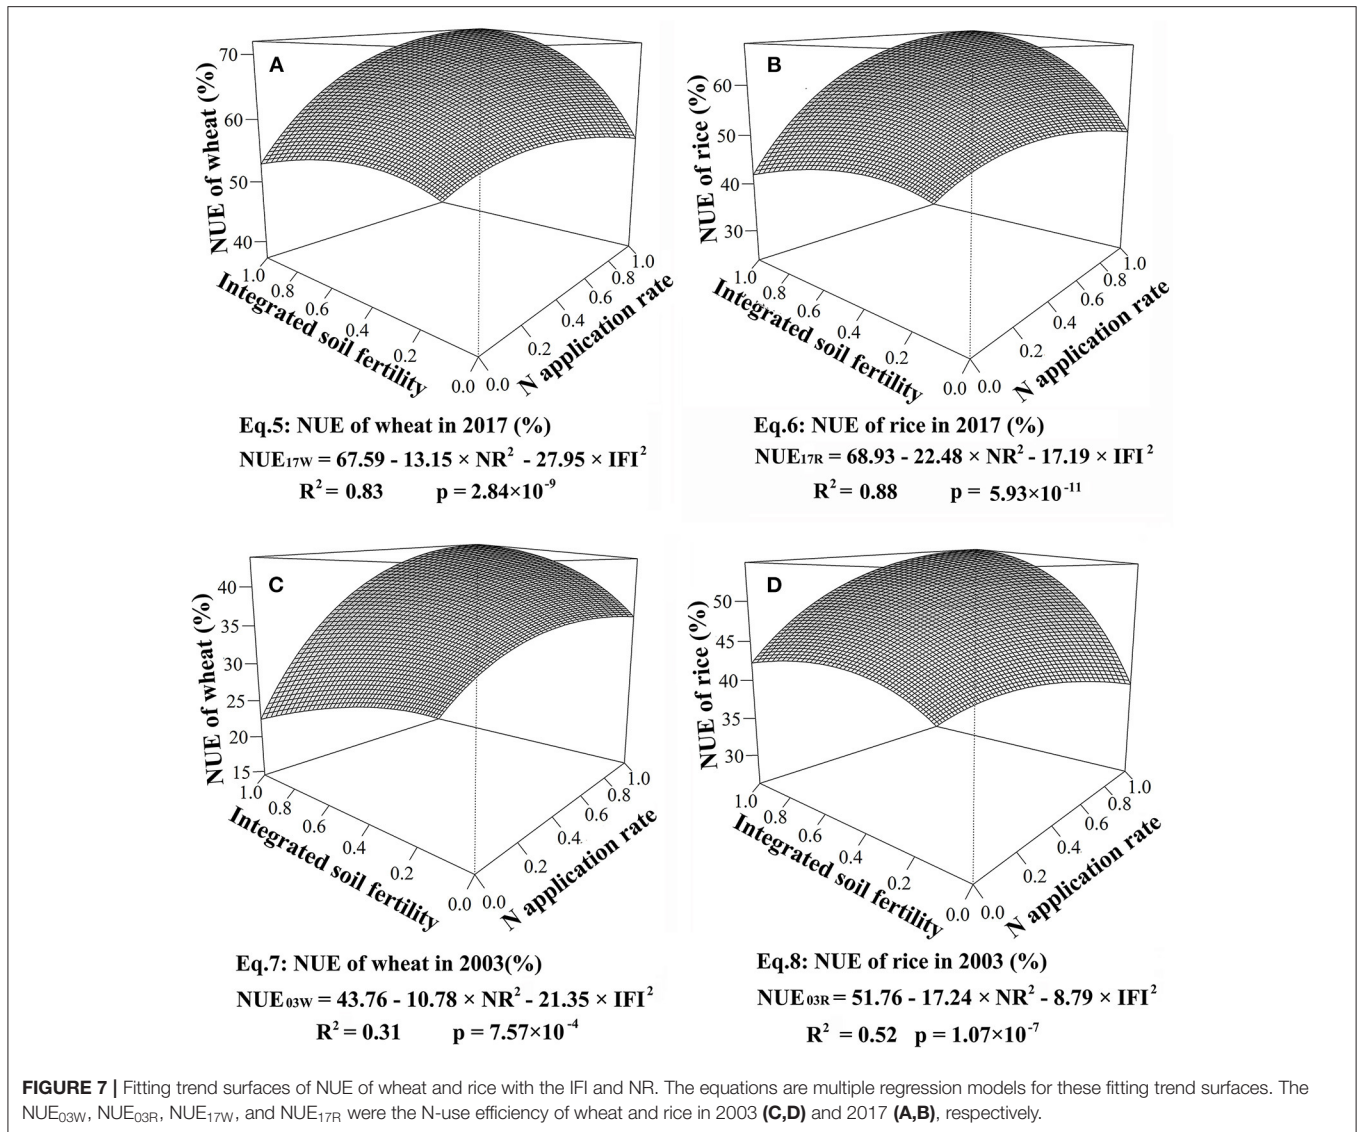 A
NUE of wheat (%)
70
60
50
40
1.0
0.8
0.6
0.4
0.2
0.0
Integrated soil fertility
0.0
0.2
0.4
0.6
0.8
1.0
N application rate
Eq.5: NUE of wheat in 2017 (%)
NUE17W = 67.59 - 13.15 × NR² - 27.95 × IFI²
R² = 0.83 p = 2.84×10⁻⁹
B
NUE of rice (%)
60
50
40
30
1.0
0.8
0.6
0.4
0.2
0.0
Integrated soil fertility
0.0
0.2
0.4
0.6
0.8
1.0
N application rate
Eq.6: NUE of rice in 2017 (%)
NUE17R = 68.93 - 22.48 × NR² - 17.19 × IFI²
R² = 0.88 p = 5.93×10⁻¹¹
C
NUE of wheat (%)
40
35
30
25
20
15
1.0
0.8
0.6
0.4
0.2
0.0
Integrated soil fertility
0.0
0.2
0.4
0.6
0.8
1.0
N application rate
Eq.7: NUE of wheat in 2003(%)
NUE03W = 43.76 - 10.78 × NR² - 21.35 × IFI²
R² = 0.31 p = 7.57×10⁻⁴
D
NUE of rice (%)
50
45
40
35
30
1.0
0.8
0.6
0.4
0.2
0.0
Integrated soil fertility
0.0
0.2
0.4
0.6
0.8
1.0
N application rate
Eq.8: NUE of rice in 2003 (%)
NUE03R = 51.76 - 17.24 × NR² - 8.79 × IFI²
R² = 0.52 p = 1.07×10⁻⁷
FIGURE 7 | Fitting trend surfaces of NUE of wheat and rice with the IFI and NR. The equations are multiple regression models for these fitting trend surfaces. The
NUE03W, NUE03R, NUE17W, and NUE17R were the N-use efficiency of wheat and rice in 2003 (C,D) and 2017 (A,B), respectively.